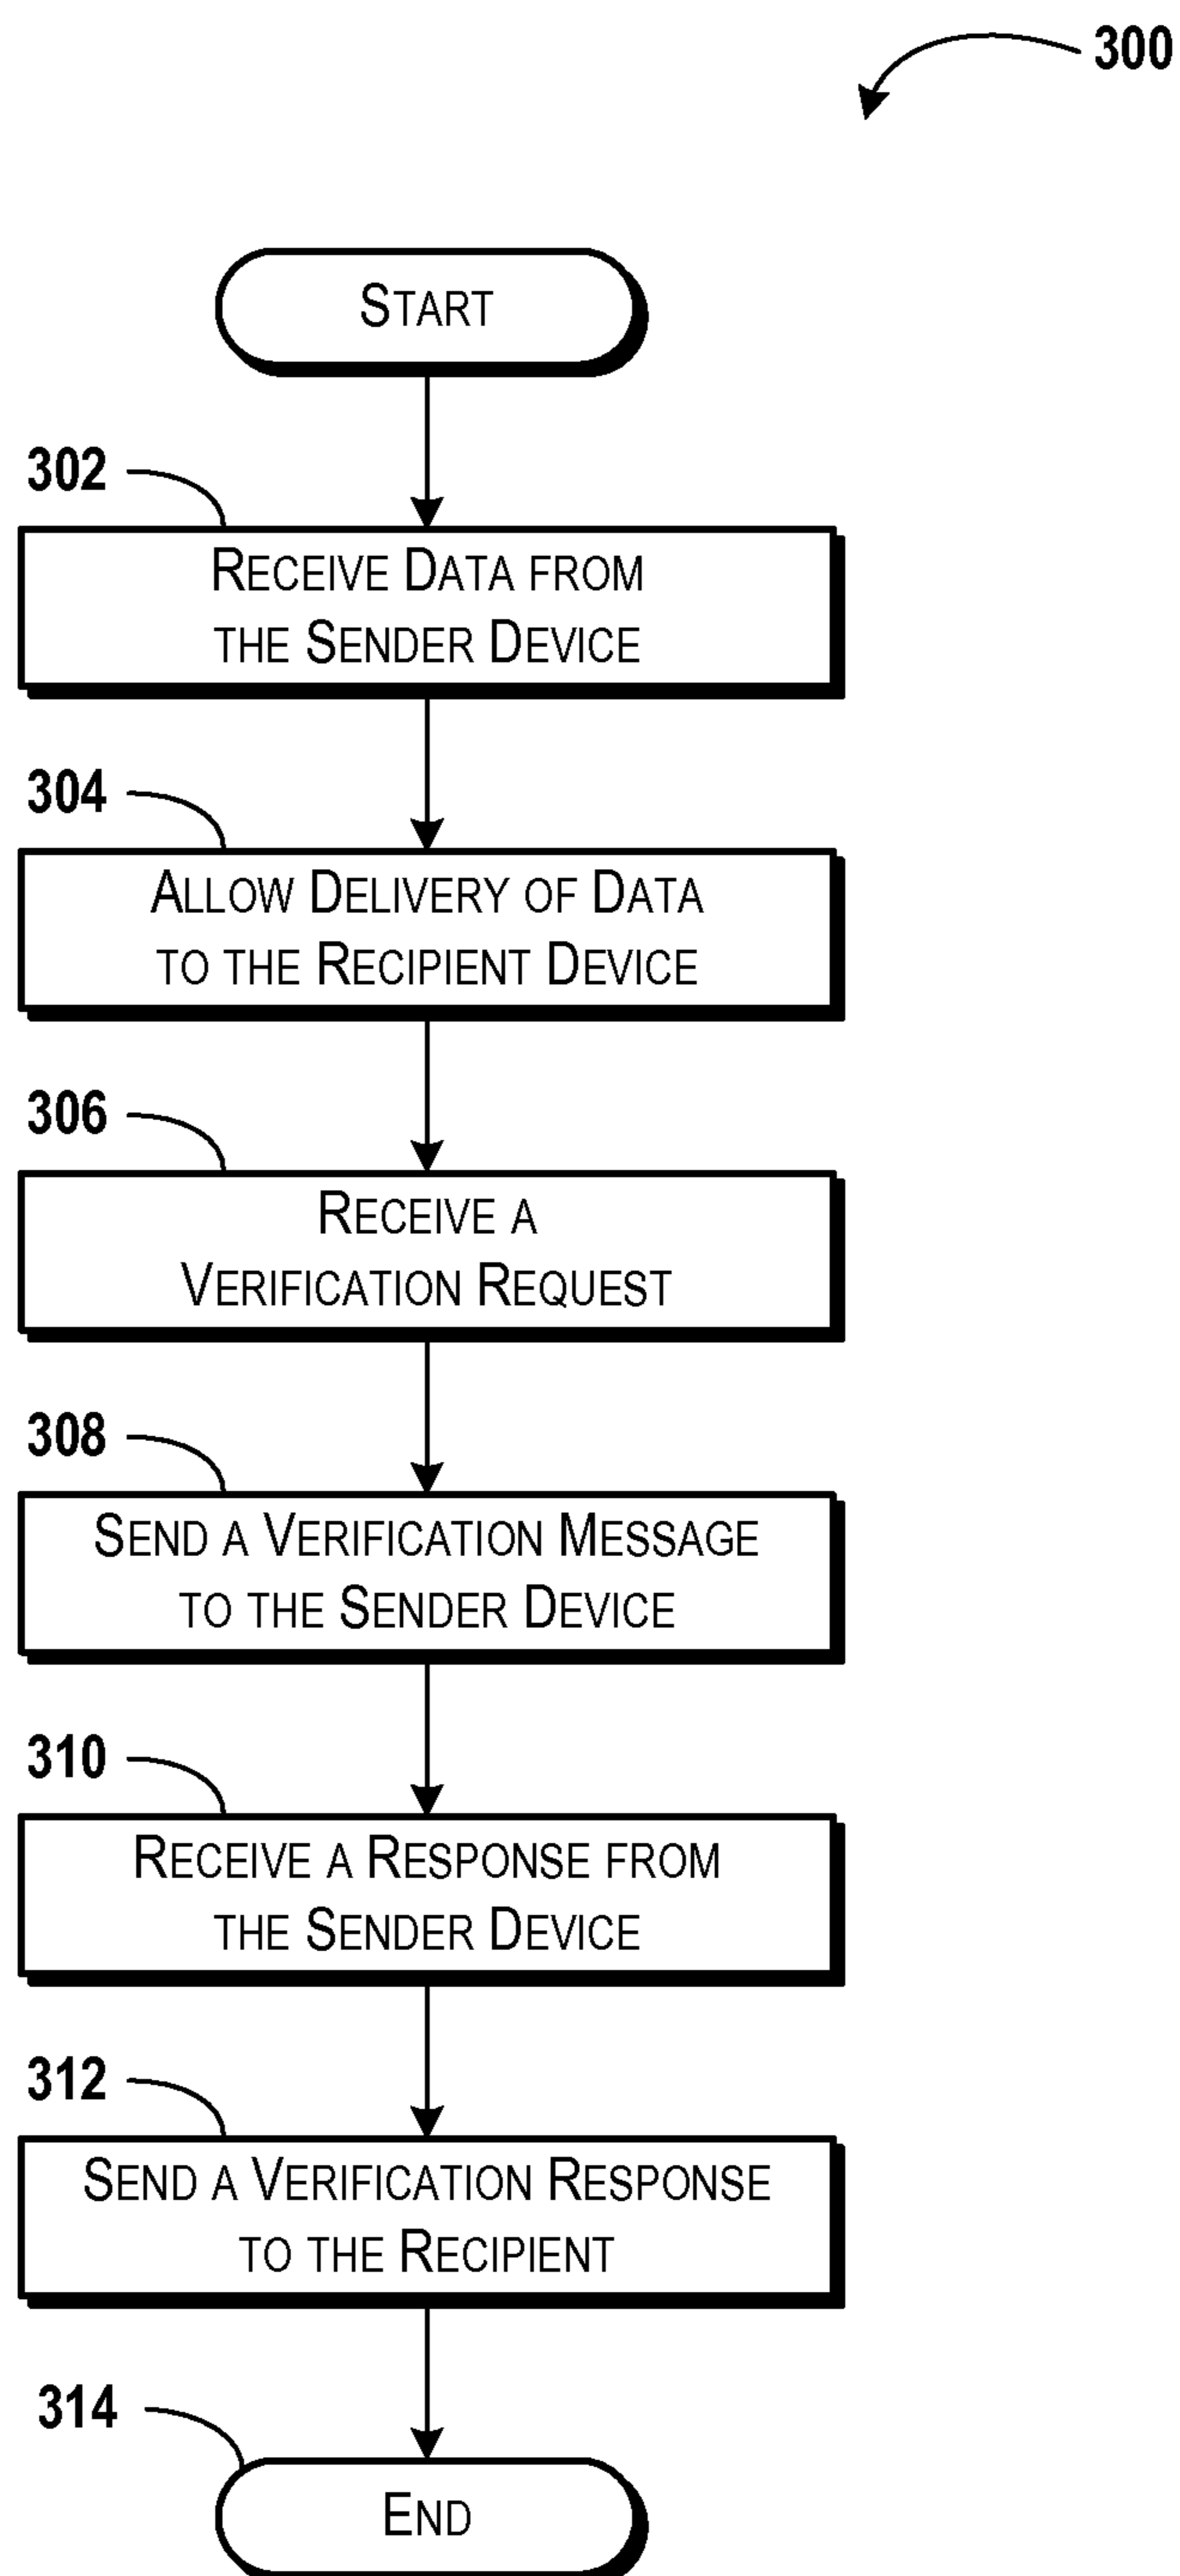 300
START
302
RECEIVE DATA FROM
THE SENDER DEVICE
304
ALLOW DELIVERY OF DATA
TO THE RECIPIENT DEVICE
306
RECEIVE A
VERIFICATION REQUEST
308
SEND A VERIFICATION MESSAGE
TO THE SENDER DEVICE
310
RECEIVE A RESPONSE FROM
THE SENDER DEVICE
312
SEND A VERIFICATION RESPONSE
TO THE RECIPIENT
314
END